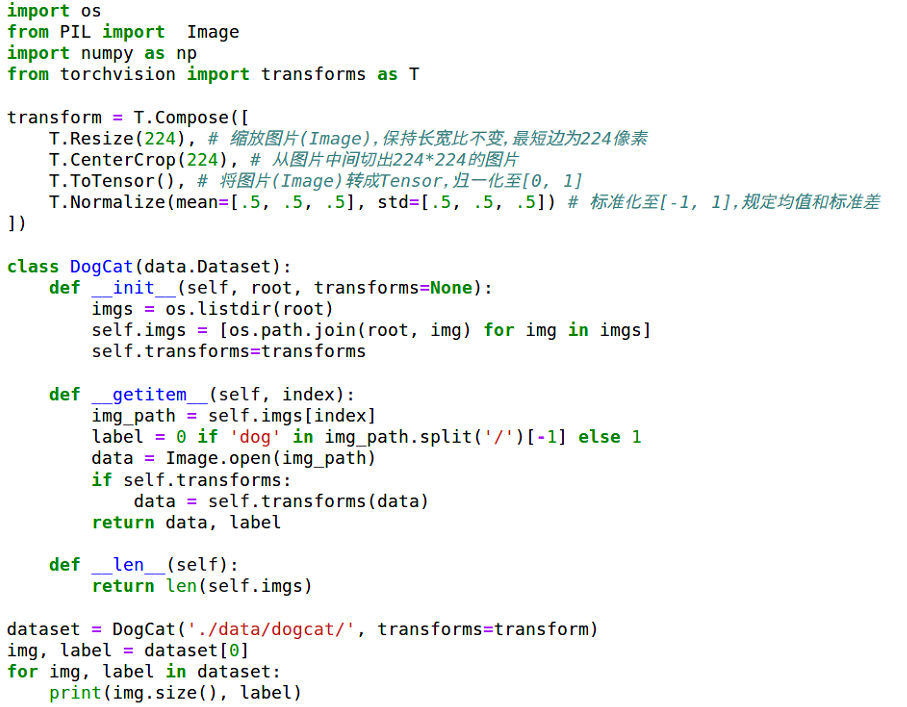 import os
from PIL import  Image
import numpy as np
from torchvision import transforms as T

transform = T.Compose([
    T.Resize(224), # 缩放图片(Image),保持长宽比不变,最短边为224像素
    T.CenterCrop(224), # 从图片中间切出224*224的图片
    T.ToTensor(), # 将图片(Image)转成Tensor,归一化至[0, 1]
    T.Normalize(mean=[.5, .5, .5], std=[.5, .5, .5]) # 标准化至[-1, 1],规定均值和标准差
])

class DogCat(data.Dataset):
    def __init__(self, root, transforms=None):
        imgs = os.listdir(root)
        self.imgs = [os.path.join(root, img) for img in imgs]
        self.transforms=transforms

    def __getitem__(self, index):
        img_path = self.imgs[index]
        label = 0 if 'dog' in img_path.split('/')[-1] else 1
        data = Image.open(img_path)
        if self.transforms:
            data = self.transforms(data)
        return data, label

    def __len__(self):
        return len(self.imgs)

dataset = DogCat('./data/dogcat/', transforms=transform)
img, label = dataset[0]
for img, label in dataset:
    print(img.size(), label)